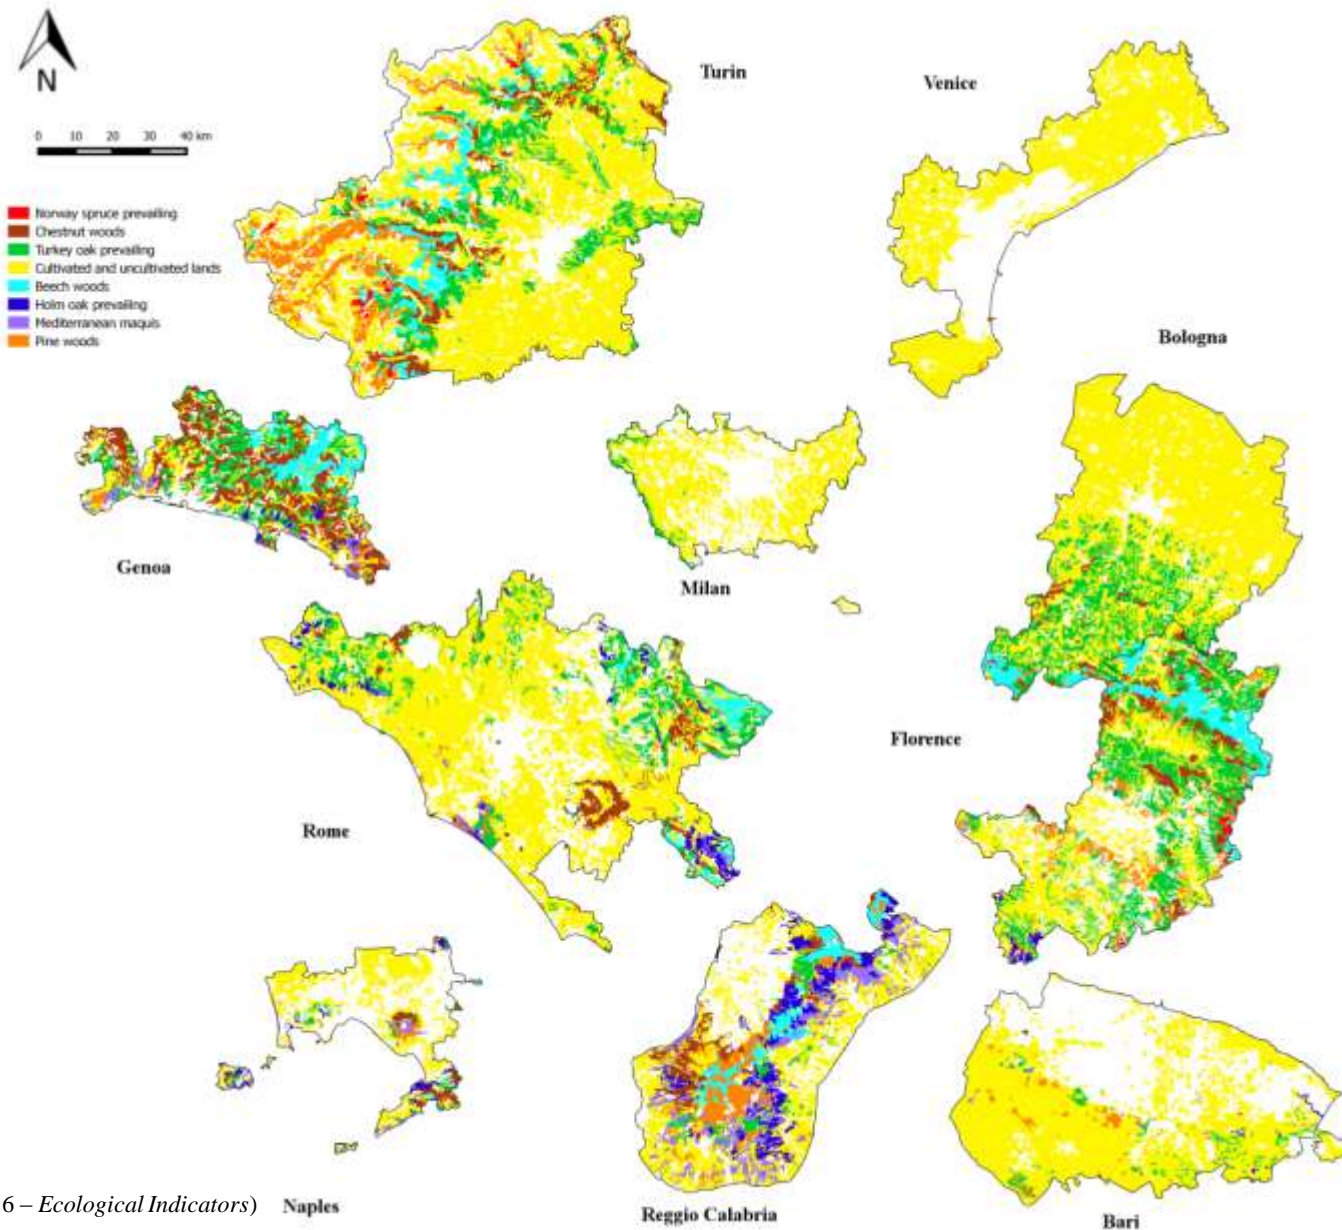 Turin
Venice
N
0 10 20 30 40 km
Norway spruce prevailing
Chestnut woods
Turkey oak prevailing
Cultivated and uncultivated lands
Beech woods
Holm oak prevailing
Mediterranean maquis
Pine woods
Bologna
Genoa
Milan
Florence
Rome
6 – Ecological Indicators)
Naples
Reggio Calabria
Bari